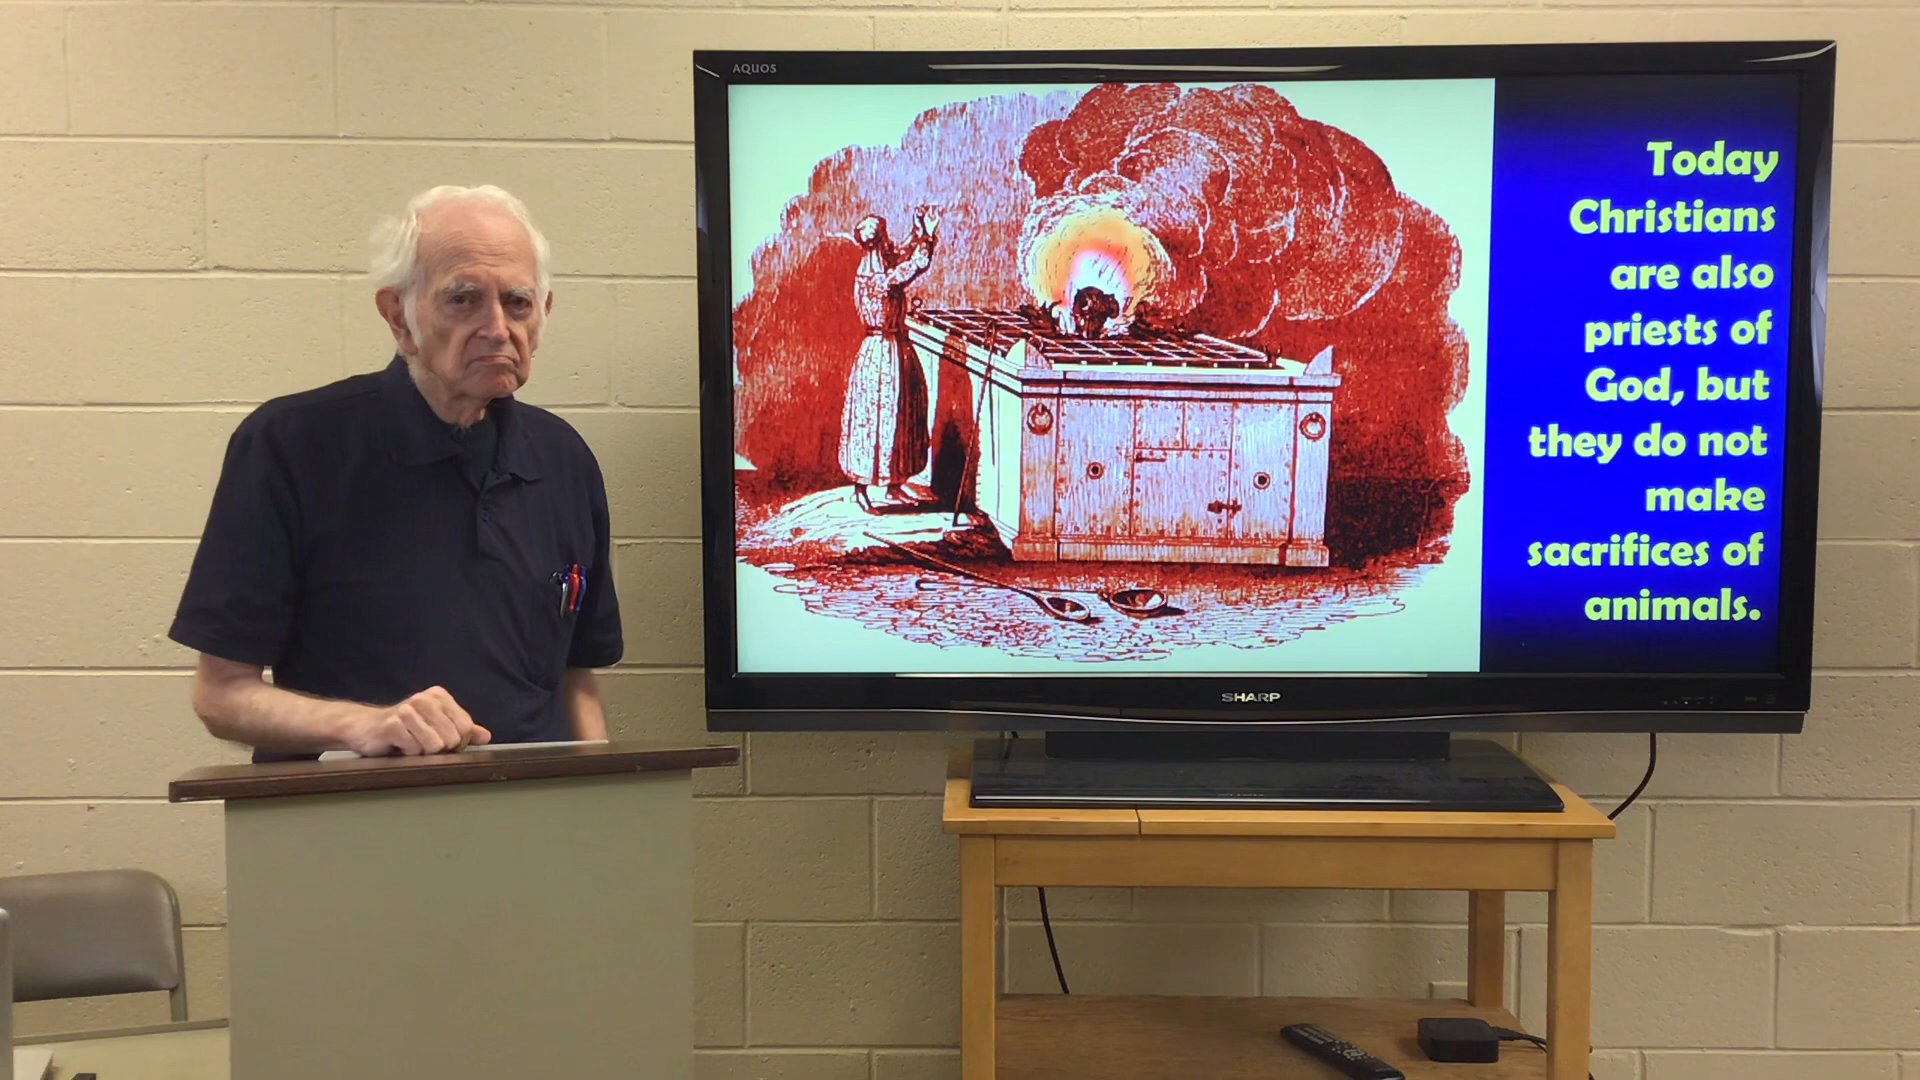 AQUOS
Today
Christians
are also
priests of
God, but
they do not
make
sacrifices of
animals.
SHARP